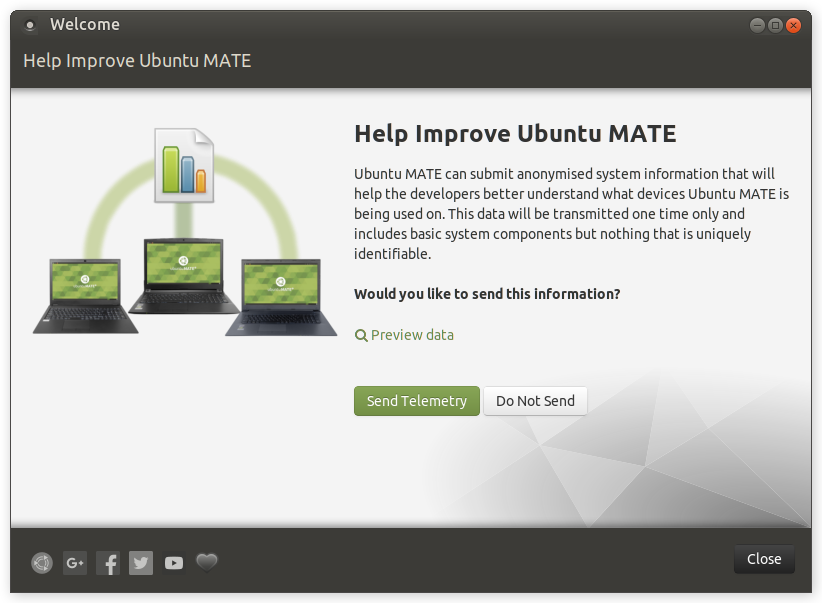 Welcome
Help Improve Ubuntu MATE
Help Improve Ubuntu MATE
Ubuntu MATE can submit anonymised system information that will
help the developers better understand what devices Ubuntu MATE is
being used on. This data will be transmitted one time only and
includes basic system components but nothing that is uniquely
identifiable.
Would you like to send this information?
Preview data
Send Telemetry
Do Not Send
G+
Close